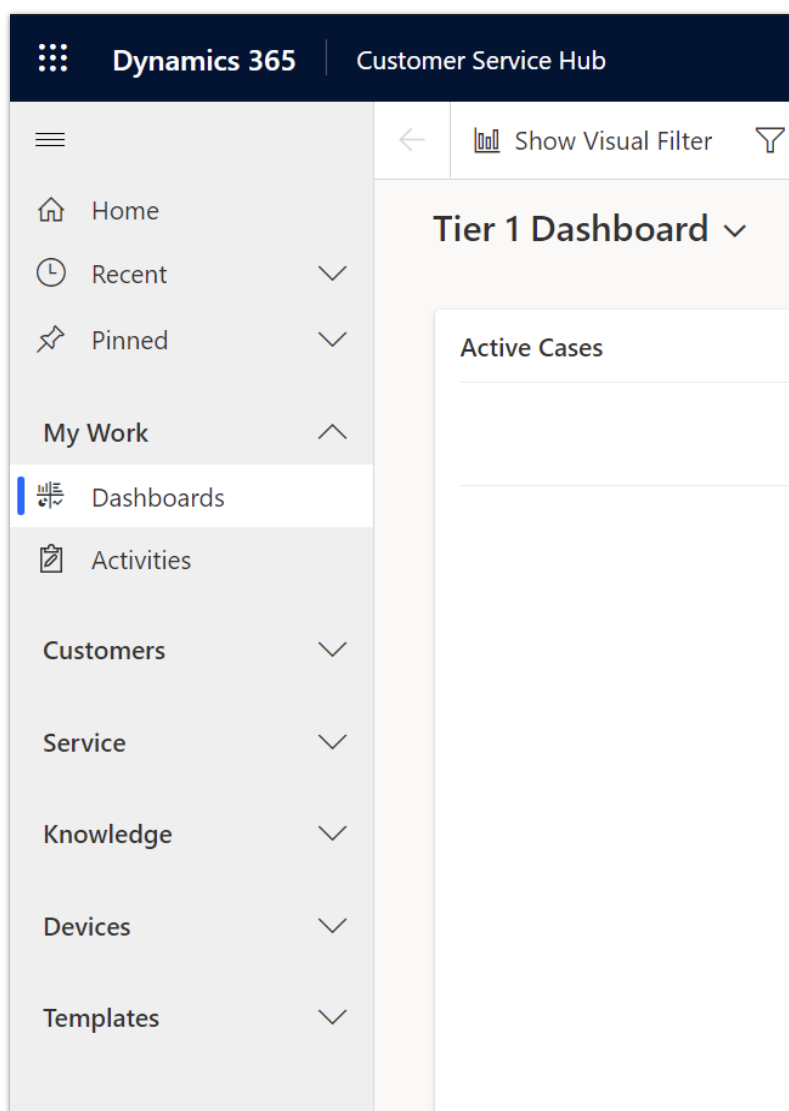 Dynamics 365
Customer Service Hub
Show Visual Filter
Home
Recent
Pinned
My Work
Dashboards
Activities
Customers
Service
Knowledge
Devices
Templates
Tier 1 Dashboard
Active Cases